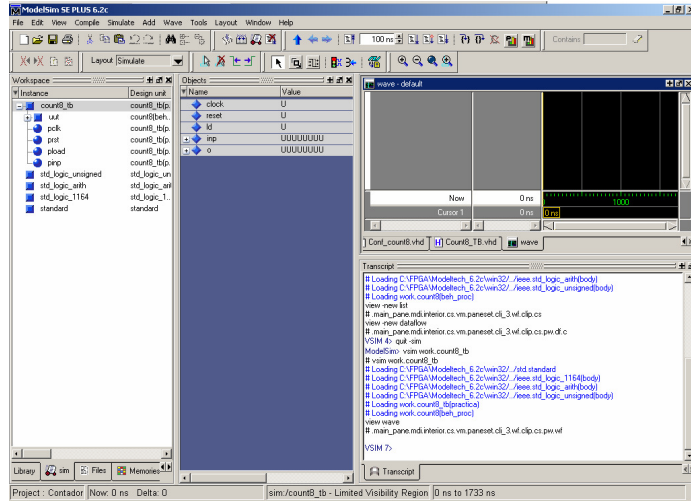 ModelSim SE PLUS 6.2c
File Edit View Compile Simulate Add Wave Tools Layout Window Help
100 ns
Contains
Layout Simulate
Workspace
Instance Design unit
count8_tb count8_tb(p.
uut count8(beh..
pclk count8_tb(p.
prst count8_tb(p.
pload count8_tb(p.
pinp count8_tb(p.
std_logic_unsigned std_logic_un
std_logic_arith std_logic_arit
std_logic_1164 std_logic_1..
standard standard
Library sim Files Memories
Objects
Name Value
clock U
reset U
ld U
inp UUUUUUUU
o UUUUUUUU
wave - default
Now 0 ns
1000
Cursor 1 0 ns 0 ns
Conf_count8.vhd Count8_TB.vhd wave
Transcript
# Loading C:\FPGA\Modeltech_6.2c\win32/../ieee.std_logic_arith(body)
# Loading C:\FPGA\Modeltech_6.2c\win32/../ieee.std_logic_unsigned(body)
# Loading work.count8(beh_proc)
view -new list
# .main_pane.mdi.interior.cs.vm.paneset.cli_3.wf.clip.cs
view -new dataflow
# .main_pane.mdi.interior.cs.vm.paneset.cli_3.wf.clip.cs.pw.df.c
VSIM 4> quit -sim
ModelSim> vsim work.count8_tb
# vsim work.count8_tb
# Loading C:\FPGA\Modeltech_6.2c\win32/../std.standard
# Loading C:\FPGA\Modeltech_6.2c\win32/../ieee.std_logic_1164(body)
# Loading C:\FPGA\Modeltech_6.2c\win32/../ieee.std_logic_arith(body)
# Loading C:\FPGA\Modeltech_6.2c\win32/../ieee.std_logic_unsigned(body)
# Loading work.count8_tb(practica)
# Loading work.count8(beh_proc)
view wave
# .main_pane.mdi.interior.cs.vm.paneset.cli_3.wf.clip.cs.pw.wf
VSIM 7>
Transcript
Project : Contador Now: 0 ns Delta: 0 sim:/count8_tb - Limited Visibility Region 0 ns to 1733 ns